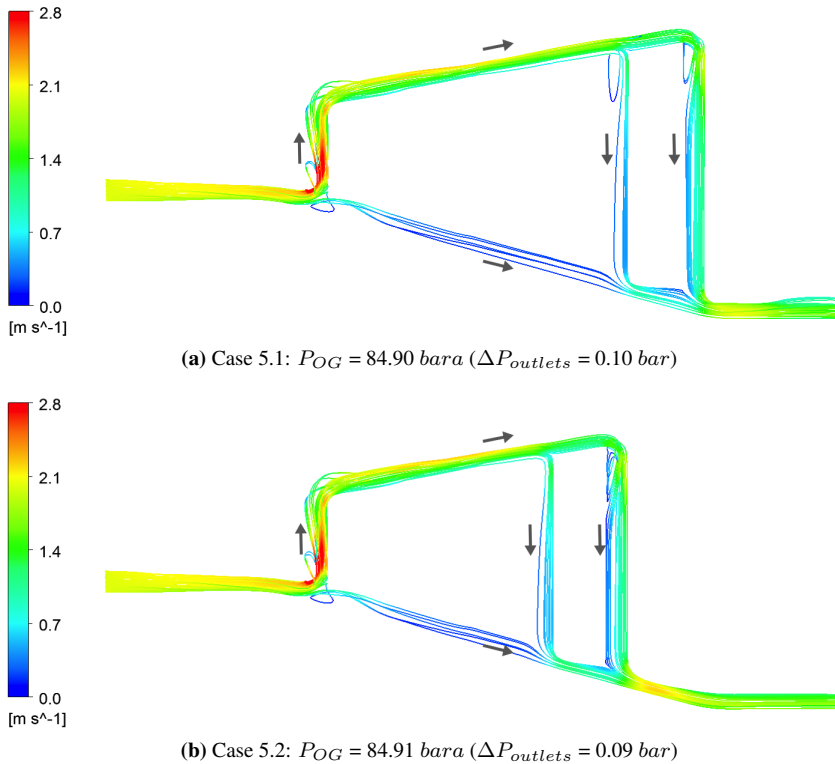 2.8
2.1
1.4
0.7
0.0
[m s^-1]
(a) Case 5.1: P_OG = 84.90 bara (ΔP_outlets = 0.10 bar)
2.8
2.1
1.4
0.7
0.0
[m s^-1]
(b) Case 5.2: P_OG = 84.91 bara (ΔP_outlets = 0.09 bar)